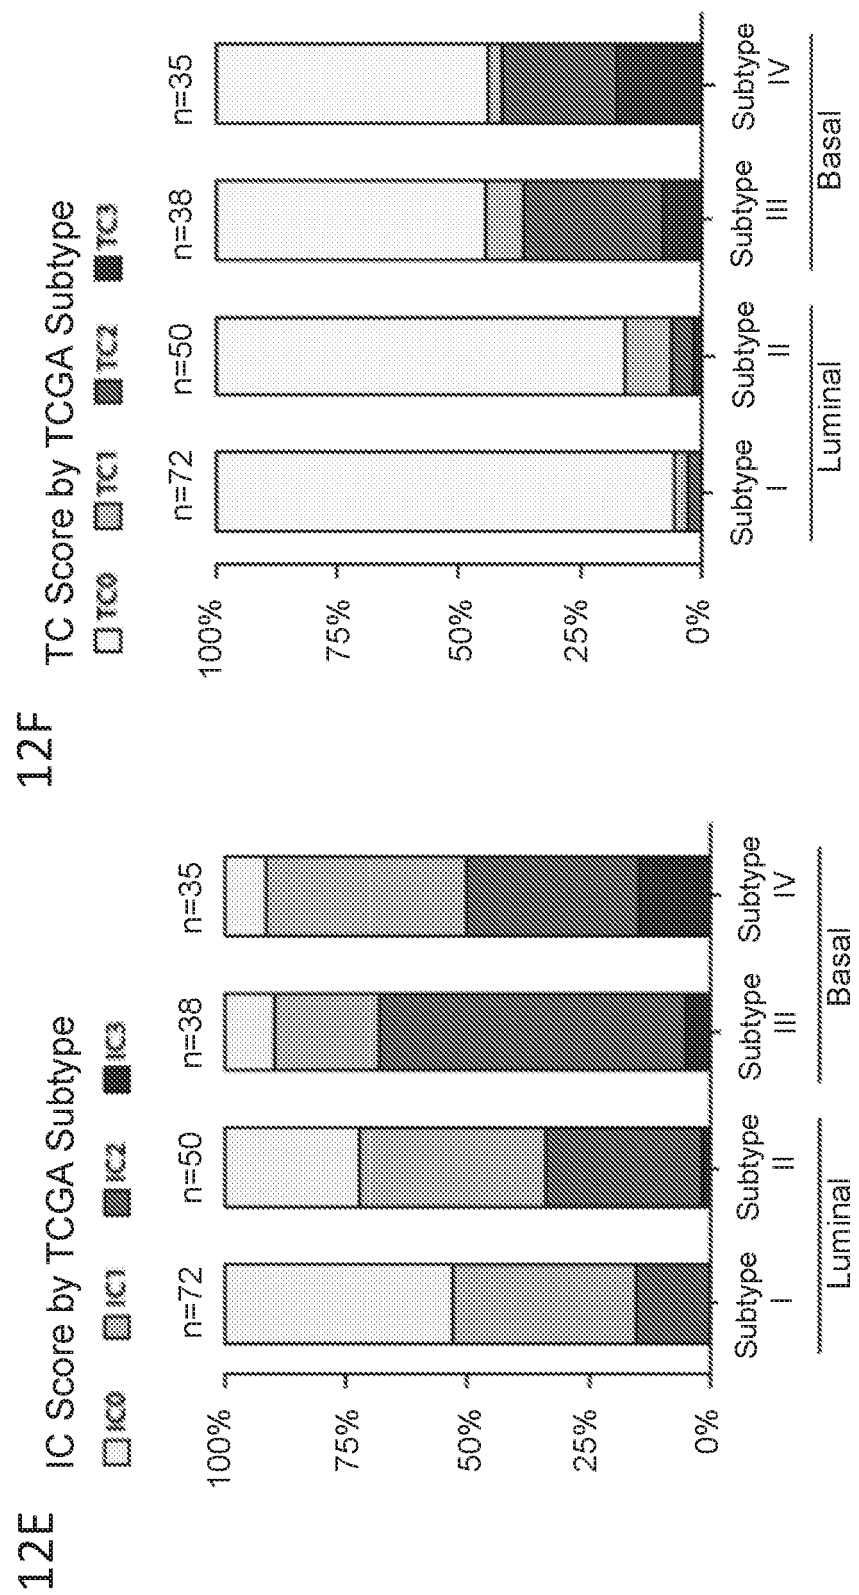 12E
IC Score by TCGA Subtype
IC0 IC1 IC2 IC3
n=72 n=50 n=38 n=35
100%
75%
50%
25%
0%
Subtype Subtype Subtype Subtype
I II III IV
Luminal Basal
12F
TC Score by TCGA Subtype
TC0 TC1 TC2 TC3
n=72 n=50 n=38 n=35
100%
75%
50%
25%
0%
Subtype Subtype Subtype Subtype
I II III IV
Luminal Basal